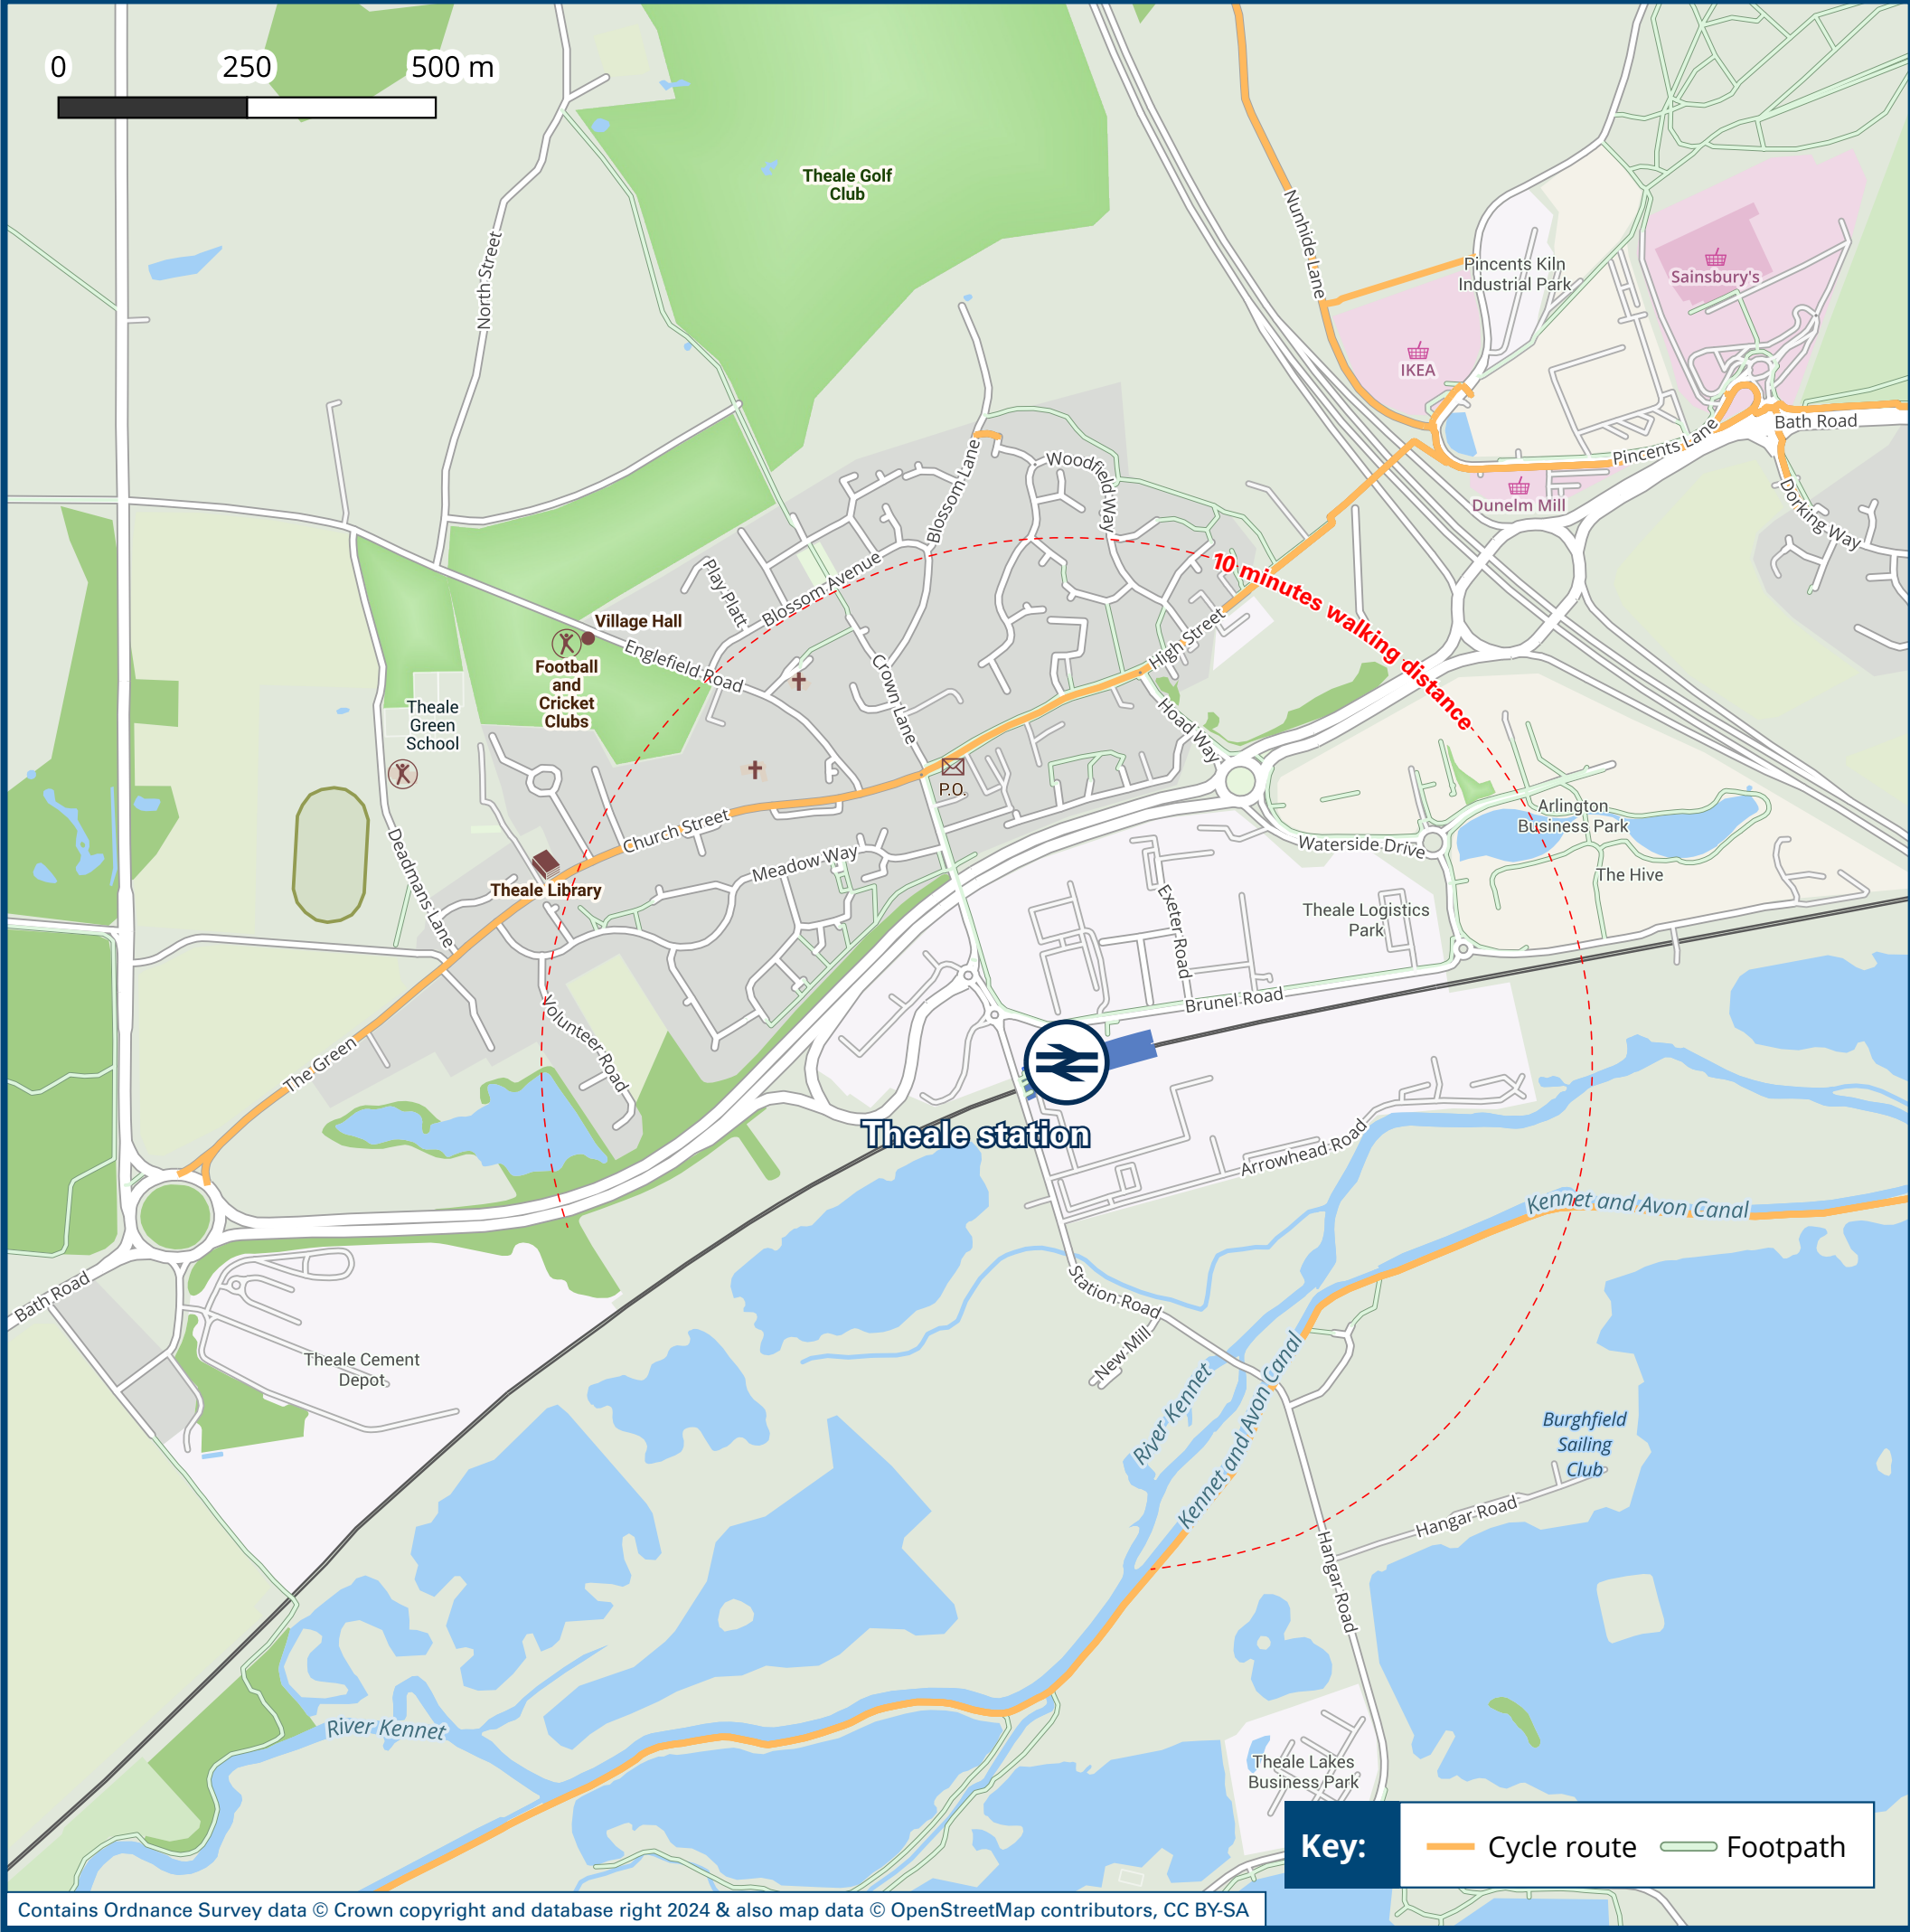 0 250 500 m
Theale Golf
Club
North Street
Nunhide Lane
Pincents Kiln
Industrial Park
Sainsbury's
IKEA
Bath Road
Pincents Lane
Dunelm Mill
Dorking Way
Blossom Lane
Woodfield Way
10 minutes walking distance
Play Platt
Blossom Avenue
Village Hall
Englefield Road
Football
and
Cricket
Clubs
High Street
Crown Lane
Theale
Green
School
Hoad Way
P.O.
Arlington
Business Park
Church Street
Waterside Drive
Deadmans Lane
Meadow Way
The Hive
Theale Library
Exeter Road
Theale Logistics
Park
Brunel Road
Volunteer Road
The Green
Theale station
Arrowhead Road
Kennet and Avon Canal
Bath Road
Station Road
New Mill
Theale Cement
Depot
River Kennet
Kennet and Avon Canal
Burghfield
Sailing
Club
Hangar Road
Hangar Road
River Kennet
Theale Lakes
Business Park
Key: Cycle route Footpath
Contains Ordnance Survey data © Crown copyright and database right 2024 & also map data © OpenStreetMap contributors, CC BY-SA